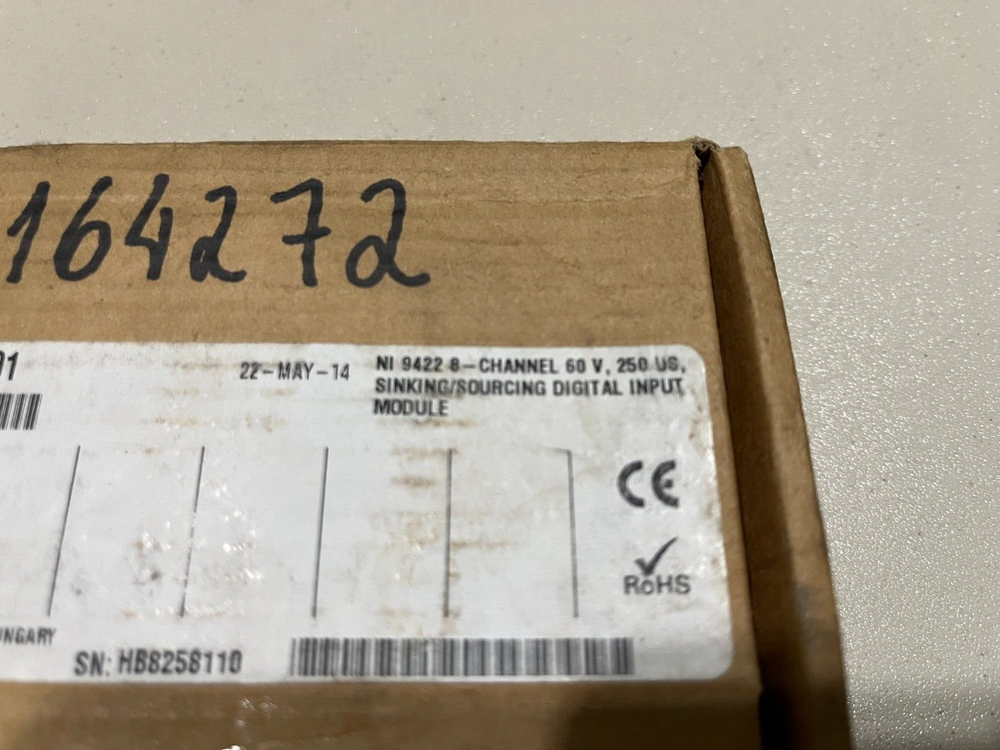 164272
01
22-MAY-14
NI 9422 8-CHANNEL 60 V, 250 US,
SINKING/SOURCING DIGITAL INPUT
MODULE
CE
RoHS
SN: HB8258110